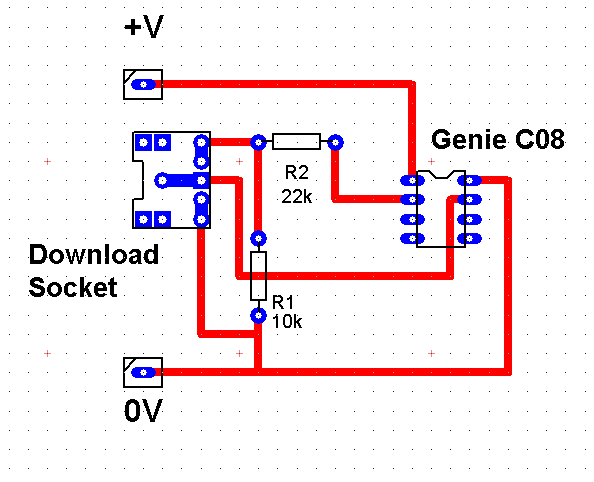 +V
Genie C08
R2
22k
Download
Socket
R1
10k
0V